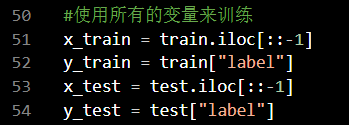 50 #使用所有的变量来训练
51 x_train = train.iloc[::-1]
52 y_train = train["label"]
53 x_test = test.iloc[::-1]
54 y_test = test["label"]